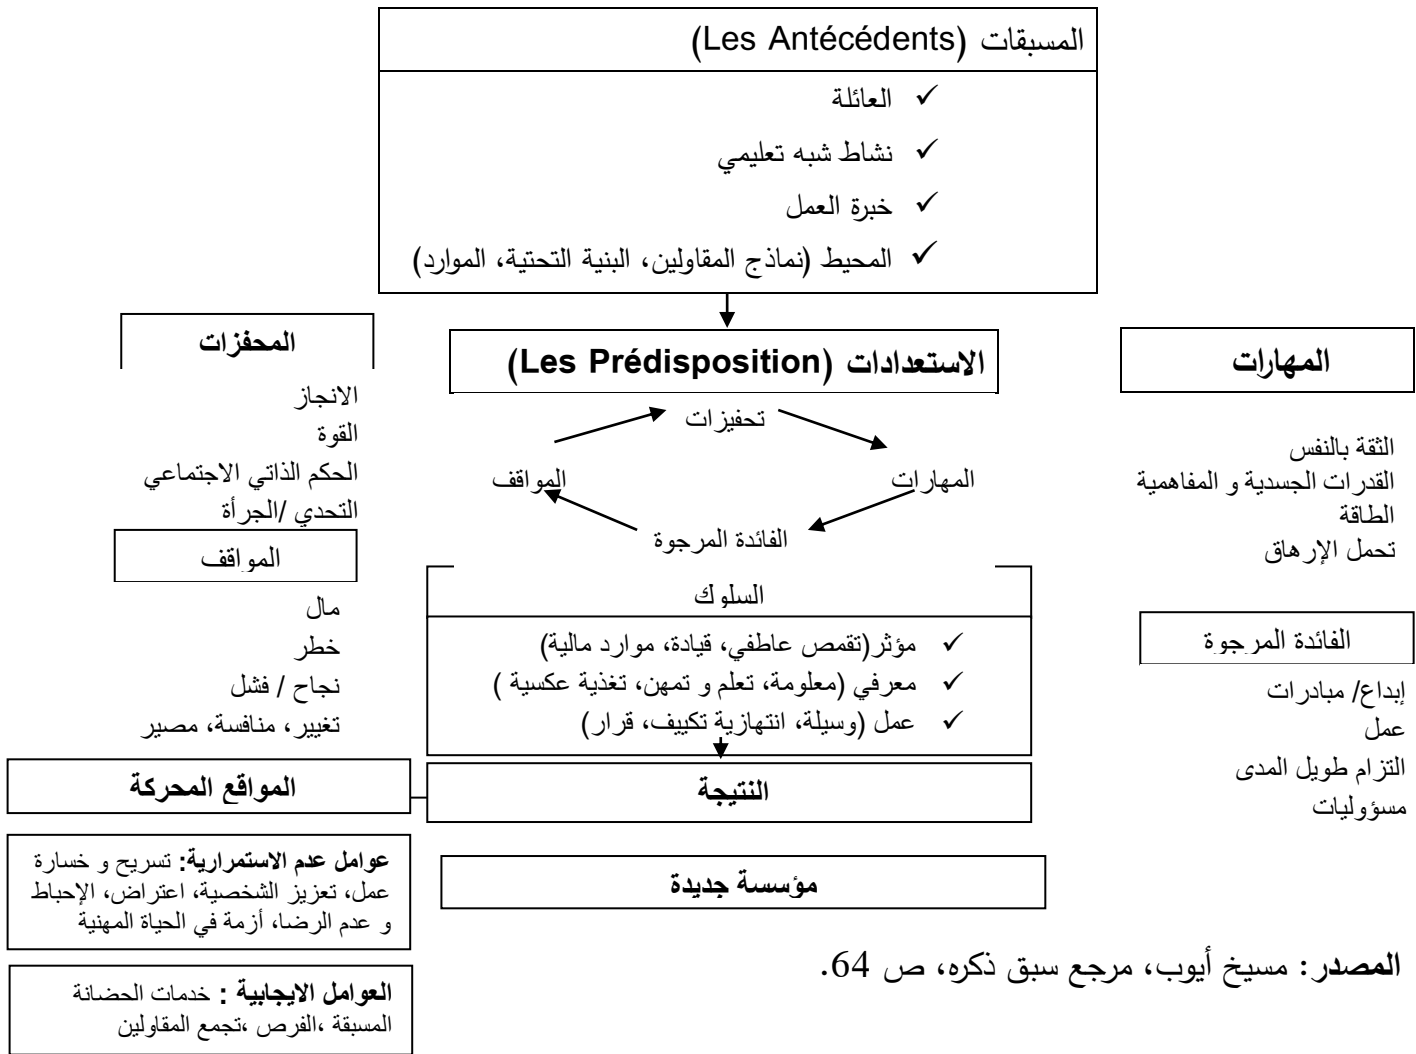 المسبقات (Les Antécédents)
✓ العائلة
✓ نشاط شبه تعليمي
✓ خبرة العمل
✓ المحيط (نماذج المقاولين، البنية التحتية، الموارد)
المهارات
الاستعدادات (Les Prédisposition)
المحفزات
تحفيزات
المهارات
المواقف
الفائدة المرجوة
الثقة بالنفس
القدرات الجسدية و المفاهمية
الطاقة
تحمل الإرهاق
الانجاز
القوة
الحكم الذاتي الاجتماعي
التحدي /الجرأة
المواقف
مال
خطر
نجاح / فشل
تغيير، منافسة، مصير
الفائدة المرجوة
إبداع/ مبادرات
عمل
التزام طويل المدى
مسؤوليات
السلوك
✓ مؤثر(تقمص عاطفي، قيادة، موارد مالية)
✓ معرفي (معلومة، تعلم و تمهن، تغذية عكسية )
✓ عمل (وسيلة، انتهازية تكييف، قرار)
النتيجة
المواقع المحركة
مؤسسة جديدة
عوامل عدم الاستمرارية: تسريح و خسارة
عمل، تعزيز الشخصية، اعتراض، الإحباط
و عدم الرضا، أزمة في الحياة المهنية
العوامل الايجابية : خدمات الحضانة
المسبقة ،الفرص ،تجمع المقاولين
المصدر: مسيخ أيوب، مرجع سبق ذكره، ص 64.